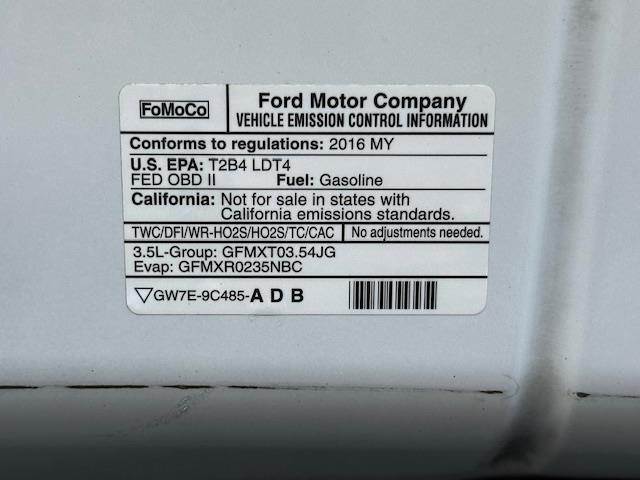 FoMoCo
Ford Motor Company
VEHICLE EMISSION CONTROL INFORMATION
Conforms to regulations: 2016 MY
U.S. EPA: T2B4 LDT4
FED OBD II Fuel: Gasoline
California: Not for sale in states with
California emissions standards.
TWC/DFI/WR-HO2S/HO2S/TC/CAC No adjustments needed.
3.5L-Group: GFMXT03.54JG
Evap: GFMXR0235NBC
GW7E-9C485-A D B